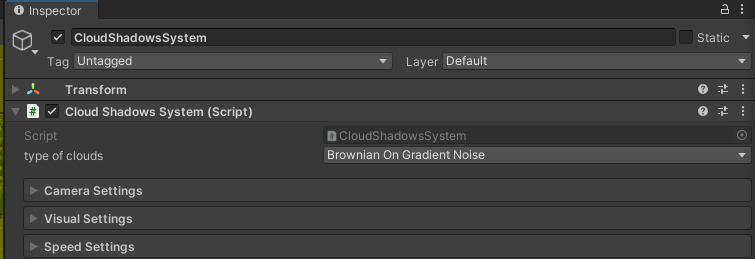 Inspector
CloudShadowsSystem Static
Tag Untagged Layer Default
Transform
# Cloud Shadows System (Script)
Script CloudShadowsSystem
type of clouds Brownian On Gradient Noise
Camera Settings
Visual Settings
Speed Settings